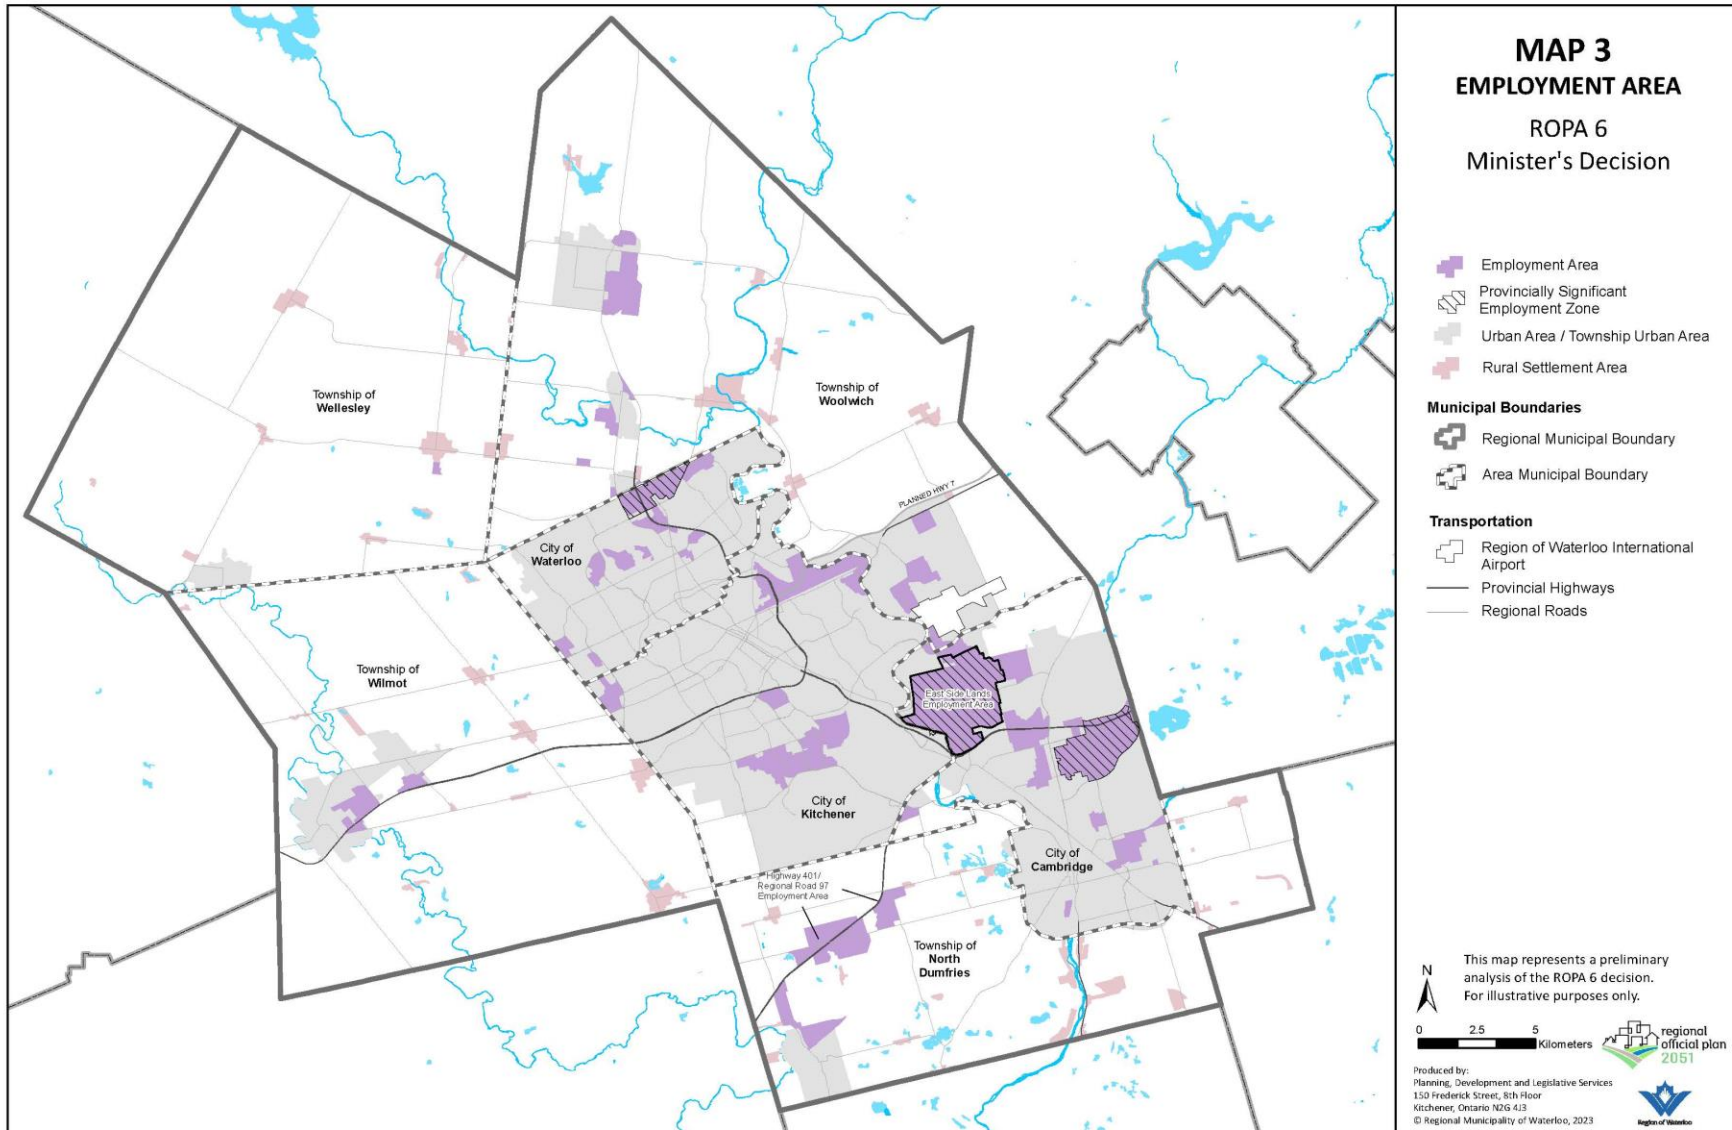 MAP 3
EMPLOYMENT AREA
ROPA 6
Minister's Decision
Employment Area
Provincially Significant
Employment Zone
Urban Area / Township Urban Area
Rural Settlement Area
Municipal Boundaries
Regional Municipal Boundary
Area Municipal Boundary
Transportation
Region of Waterloo International
Airport
Provincial Highways
Regional Roads
Township of
Wellesley
Township of
Woolwich
PLANNED HWY 7
City of
Waterloo
Township of
Wilmot
East Side Lands
Employment Area
City of
Kitchener
City of
Cambridge
Highway 401/
Regional Road 97
Employment Area
Township of
North
Dumfries
N
This map represents a preliminary
analysis of the ROPA 6 decision.
For illustrative purposes only.
0 2.5 5
Kilometers
regional
official plan
2051
Produced by:
Planning, Development and Legislative Services
150 Frederick Street, 8th Floor
Kitchener, Ontario N2G 4J3
© Regional Municipality of Waterloo, 2023
Region of Waterloo